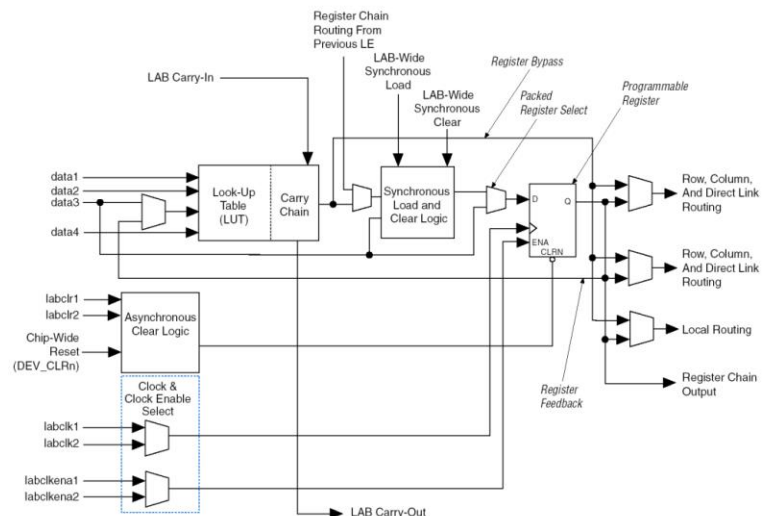 Register Chain
Routing From
Previous LE
LAB-Wide
Synchronous
Load
LAB-Wide
Synchronous
Clear
Register Bypass
Packed
Register Select
Programmable
Register
LAB Carry-In
data1
data2
data3
data4
Look-Up
Table
(LUT)
Carry
Chain
Synchronous
Load and
Clear Logic
D
Q
ENA
CLRN
Row, Column,
And Direct Link
Routing
Row, Column,
And Direct Link
Routing
Local Routing
Register Chain
Output
Register
Feedback
labclr1
labclr2
Chip-Wide
Reset
(DEV_CLRn)
Asynchronous
Clear Logic
Clock &
Clock Enable
Select
labclk1
labclk2
labclkena1
labclkena2
LAB Carry-Out